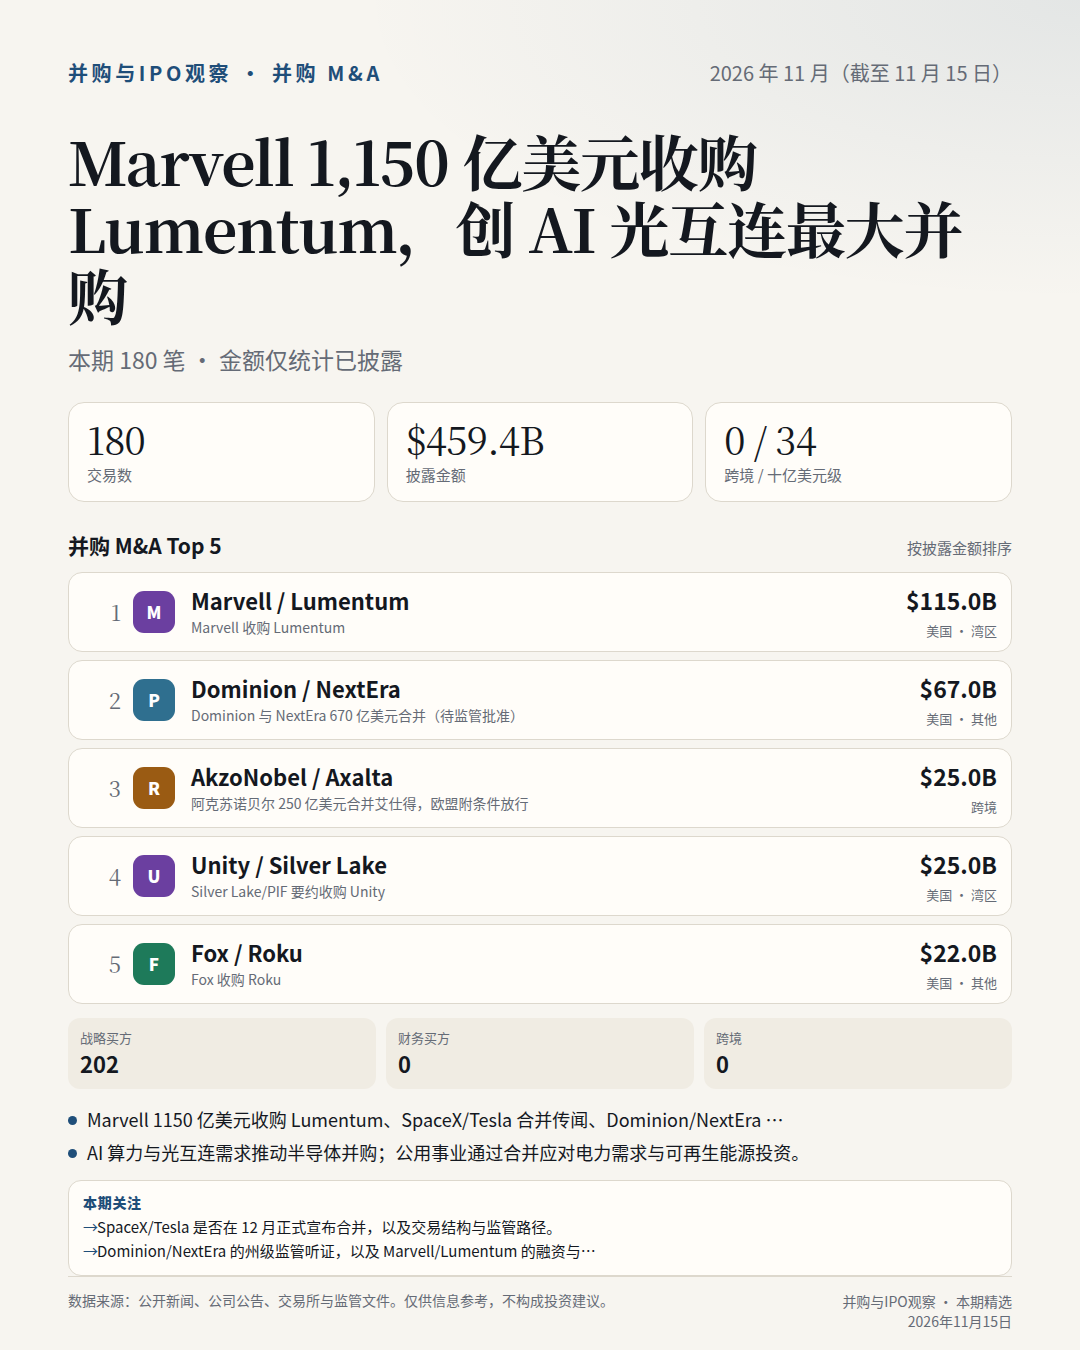 并购与IPO观察 · 并购 M&A
2026 年 11 月（截至 11 月 15 日）
Marvell 1,150 亿美元收购
Lumentum，创 AI 光互连最大并
购
本期 180 笔 · 金额仅统计已披露
180
交易数
$459.4B
披露金额
0 / 34
跨境 / 十亿美元级
并购 M&A Top 5
按披露金额排序
1
M
Marvell / Lumentum
Marvell 收购 Lumentum
$115.0B
美国 · 湾区
2
P
Dominion / NextEra
Dominion 与 NextEra 670 亿美元合并（待监管批准）
$67.0B
美国 · 其他
3
R
AkzoNobel / Axalta
阿克苏诺贝尔 250 亿美元合并艾仕得，欧盟附条件放行
$25.0B
跨境
4
U
Unity / Silver Lake
Silver Lake/PIF 要约收购 Unity
$25.0B
美国 · 湾区
5
F
Fox / Roku
Fox 收购 Roku
$22.0B
美国 · 其他
战略买方
202
财务买方
0
跨境
0
Marvell 1150 亿美元收购 Lumentum、SpaceX/Tesla 合并传闻、Dominion/NextEra …
AI 算力与光互连需求推动半导体并购；公用事业通过合并应对电力需求与可再生能源投资。
本期关注
→SpaceX/Tesla 是否在 12 月正式宣布合并，以及交易结构与监管路径。
→Dominion/NextEra 的州级监管听证，以及 Marvell/Lumentum 的融资与…
数据来源：公开新闻、公司公告、交易所与监管文件。仅供信息参考，不构成投资建议。
并购与IPO观察 · 本期精选
2026年11月15日